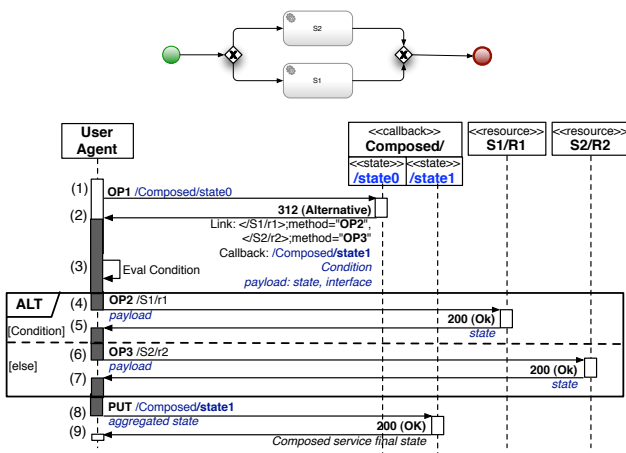 S2
S1
User
Agent
<<callback>>
Composed/
<<state>> <<state>>
/state0 /state1
<<resource>>
S1/R1
<<resource>>
S2/R2
(1) OP1 /Composed/state0
(2) 312 (Alternative)
Link: </S1/r1>;method="OP2",
</S2/r2>;method="OP3"
Callback: /Composed/state1
(3) Eval Condition
Condition
payload: state, interface
ALT
(4) OP2 /S1/r1
payload
[Condition] (5) 200 (Ok)
state
(6) OP3 /S2/r2
[else] payload
(7) 200 (Ok)
state
(8) PUT /Composed/state1
aggregated state
(9) 200 (OK)
Composed service final state